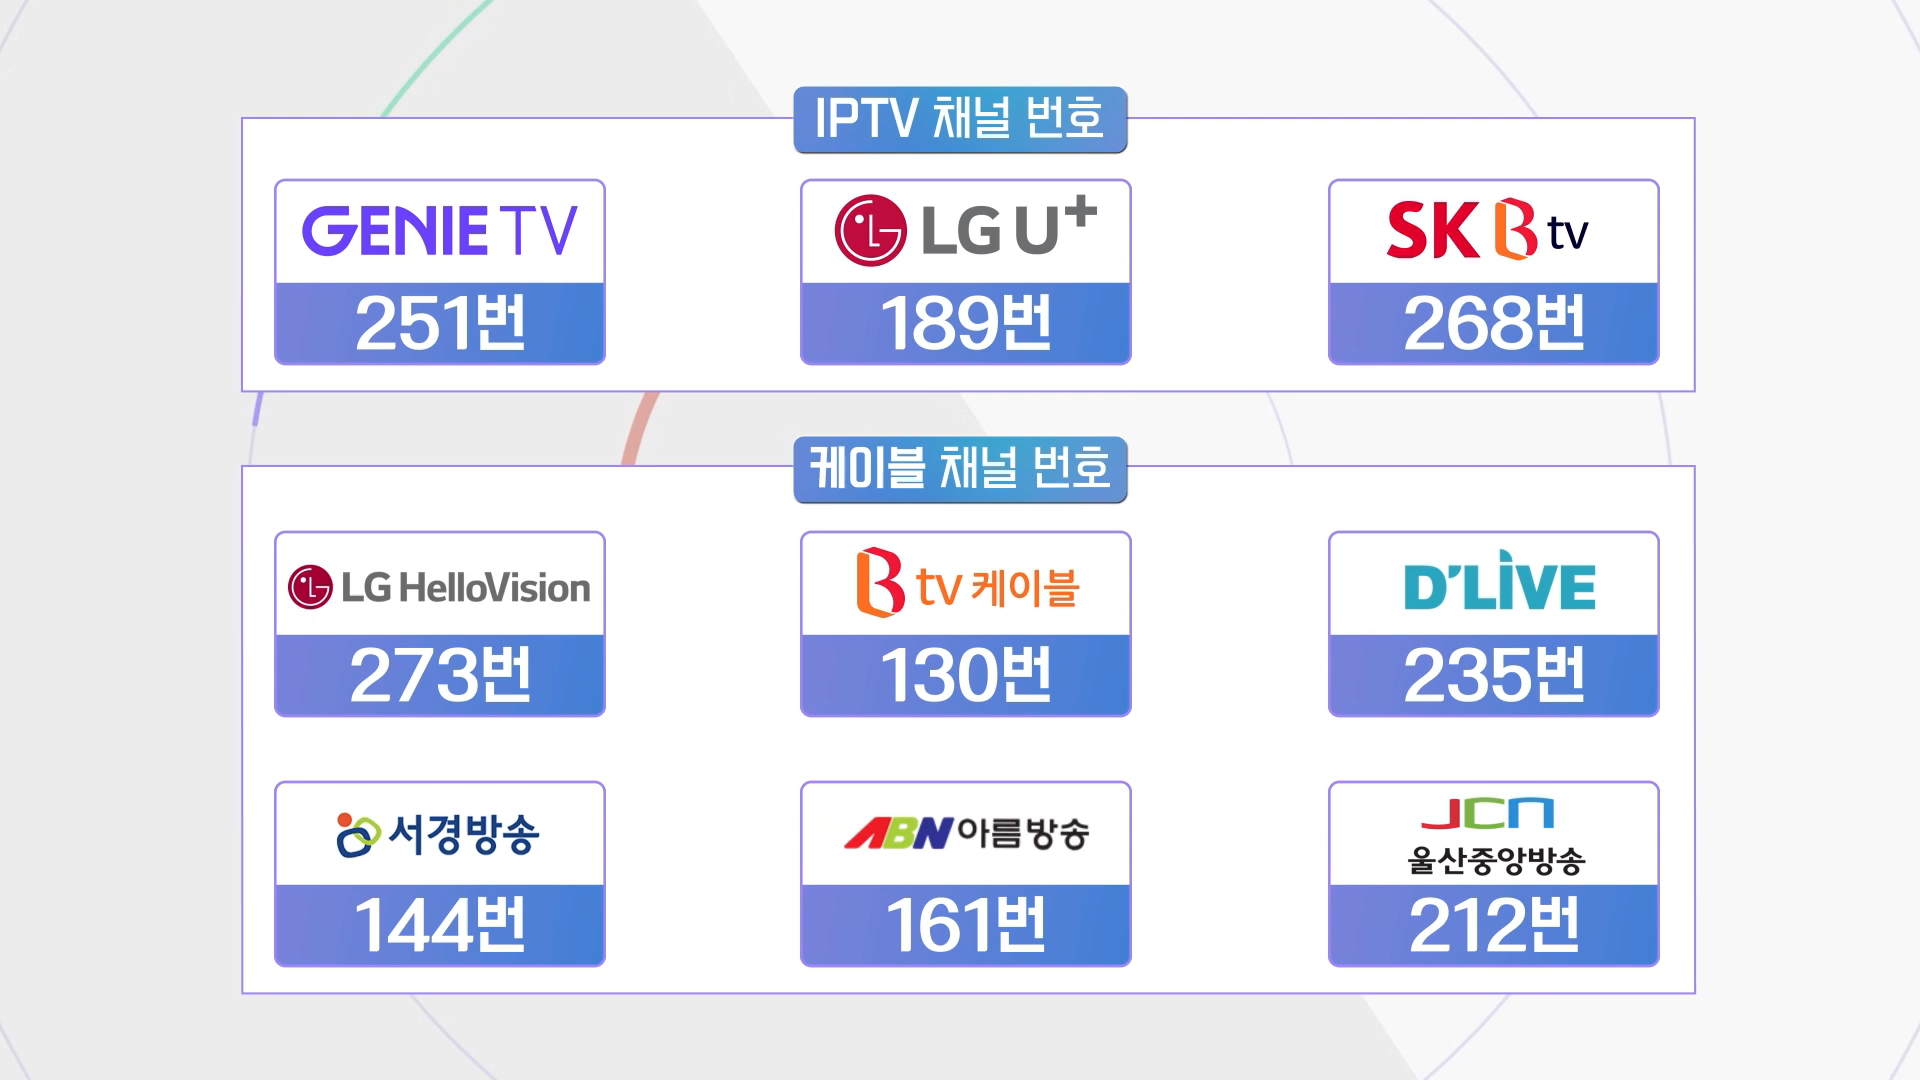 IPTV 채널 번호
GENIE TV
251번
LG U+
189번
SK B tv
268번
케이블 채널 번호
LG HelloVision
273번
B tv 케이블
130번
D'LIVE
235번
서경방송
144번
ABN 아름방송
161번
JCN
울산중앙방송
212번